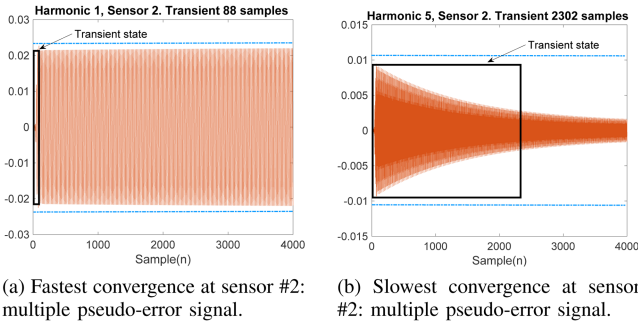 Harmonic 1, Sensor 2. Transient 88 samples
Transient state
0.03
0.02
0.01
0
-0.01
-0.02
-0.03
0 1000 2000 3000 4000
Sample(n)
Harmonic 5, Sensor 2. Transient 2302 samples
Transient state
0.015
0.01
0.005
0
-0.005
-0.01
-0.015
0 1000 2000 3000 4000
Sample(n)
(a) Fastest convergence at sensor #2:
multiple pseudo-error signal.
(b) Slowest convergence at sensor
#2: multiple pseudo-error signal.